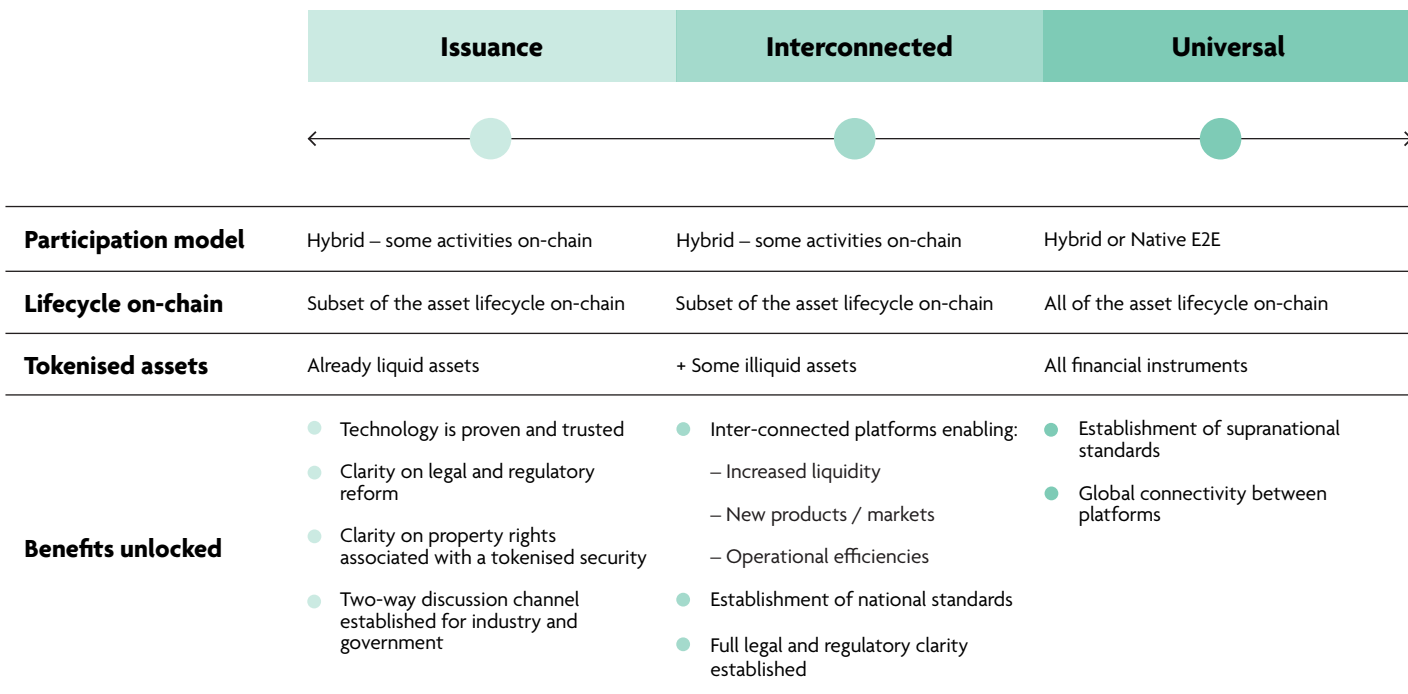 Issuance
Interconnected
Universal
Participation model
Hybrid – some activities on-chain
Hybrid – some activities on-chain
Hybrid or Native E2E
Lifecycle on-chain
Subset of the asset lifecycle on-chain
Subset of the asset lifecycle on-chain
All of the asset lifecycle on-chain
Tokenised assets
Already liquid assets
+ Some illiquid assets
All financial instruments
Benefits unlocked
Technology is proven and trusted
Clarity on legal and regulatory
reform
Clarity on property rights
associated with a tokenised security
Two-way discussion channel
established for industry and
government
Inter-connected platforms enabling:
– Increased liquidity
– New products / markets
– Operational efficiencies
Establishment of national standards
Full legal and regulatory clarity
established
Establishment of supranational
standards
Global connectivity between
platforms